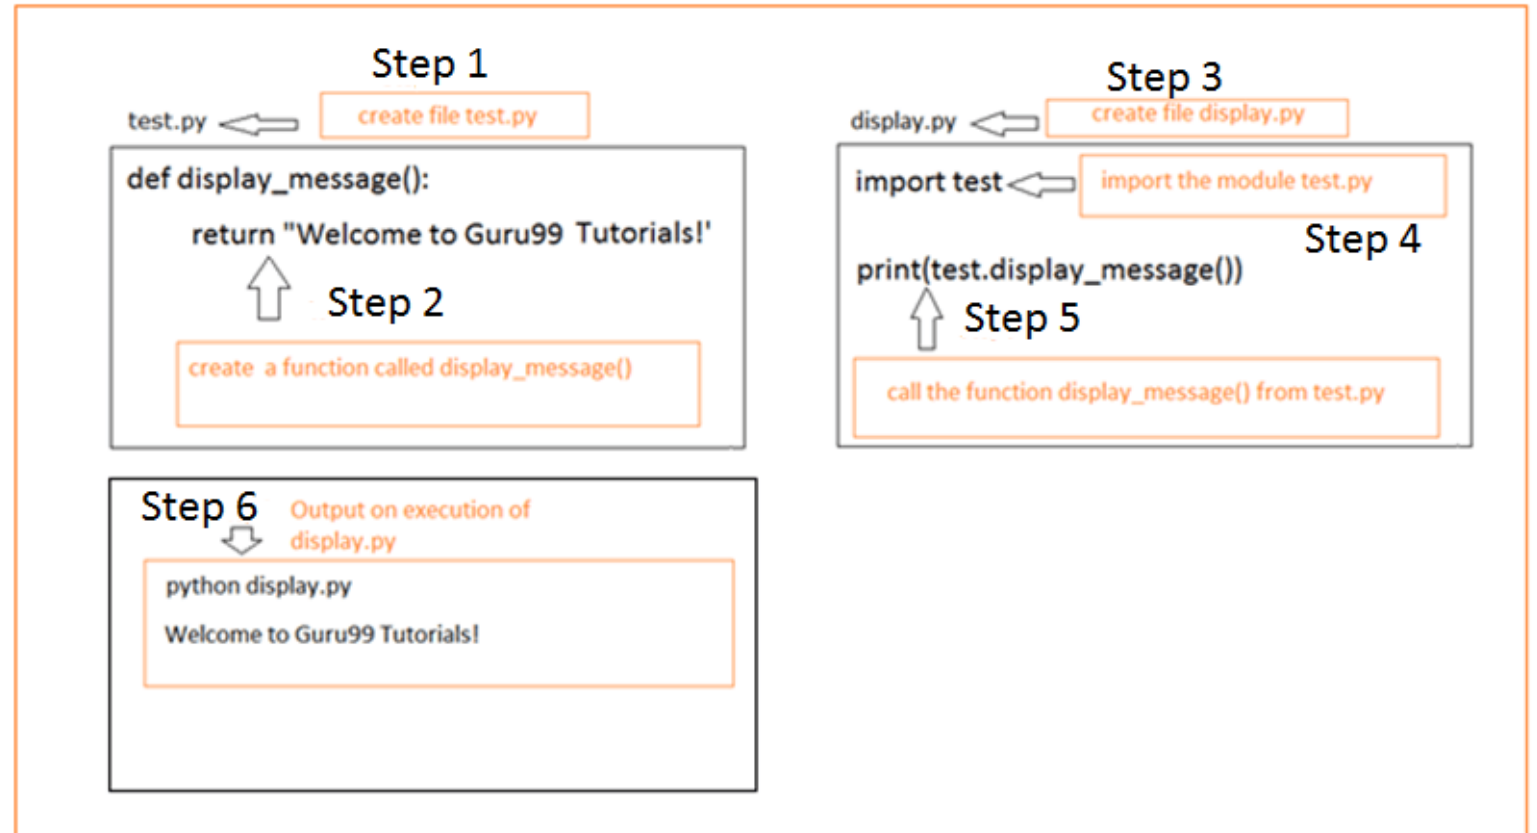 Step 1
test.py
create file test.py
def display_message():
return "Welcome to Guru99 Tutorials!'
Step 2
create a function called display_message()
Step 3
display.py
create file display.py
import test
import the module test.py
Step 4
print(test.display_message())
Step 5
call the function display_message() from test.py
Step 6
Output on execution of
display.py
python display.py
Welcome to Guru99 Tutorials!